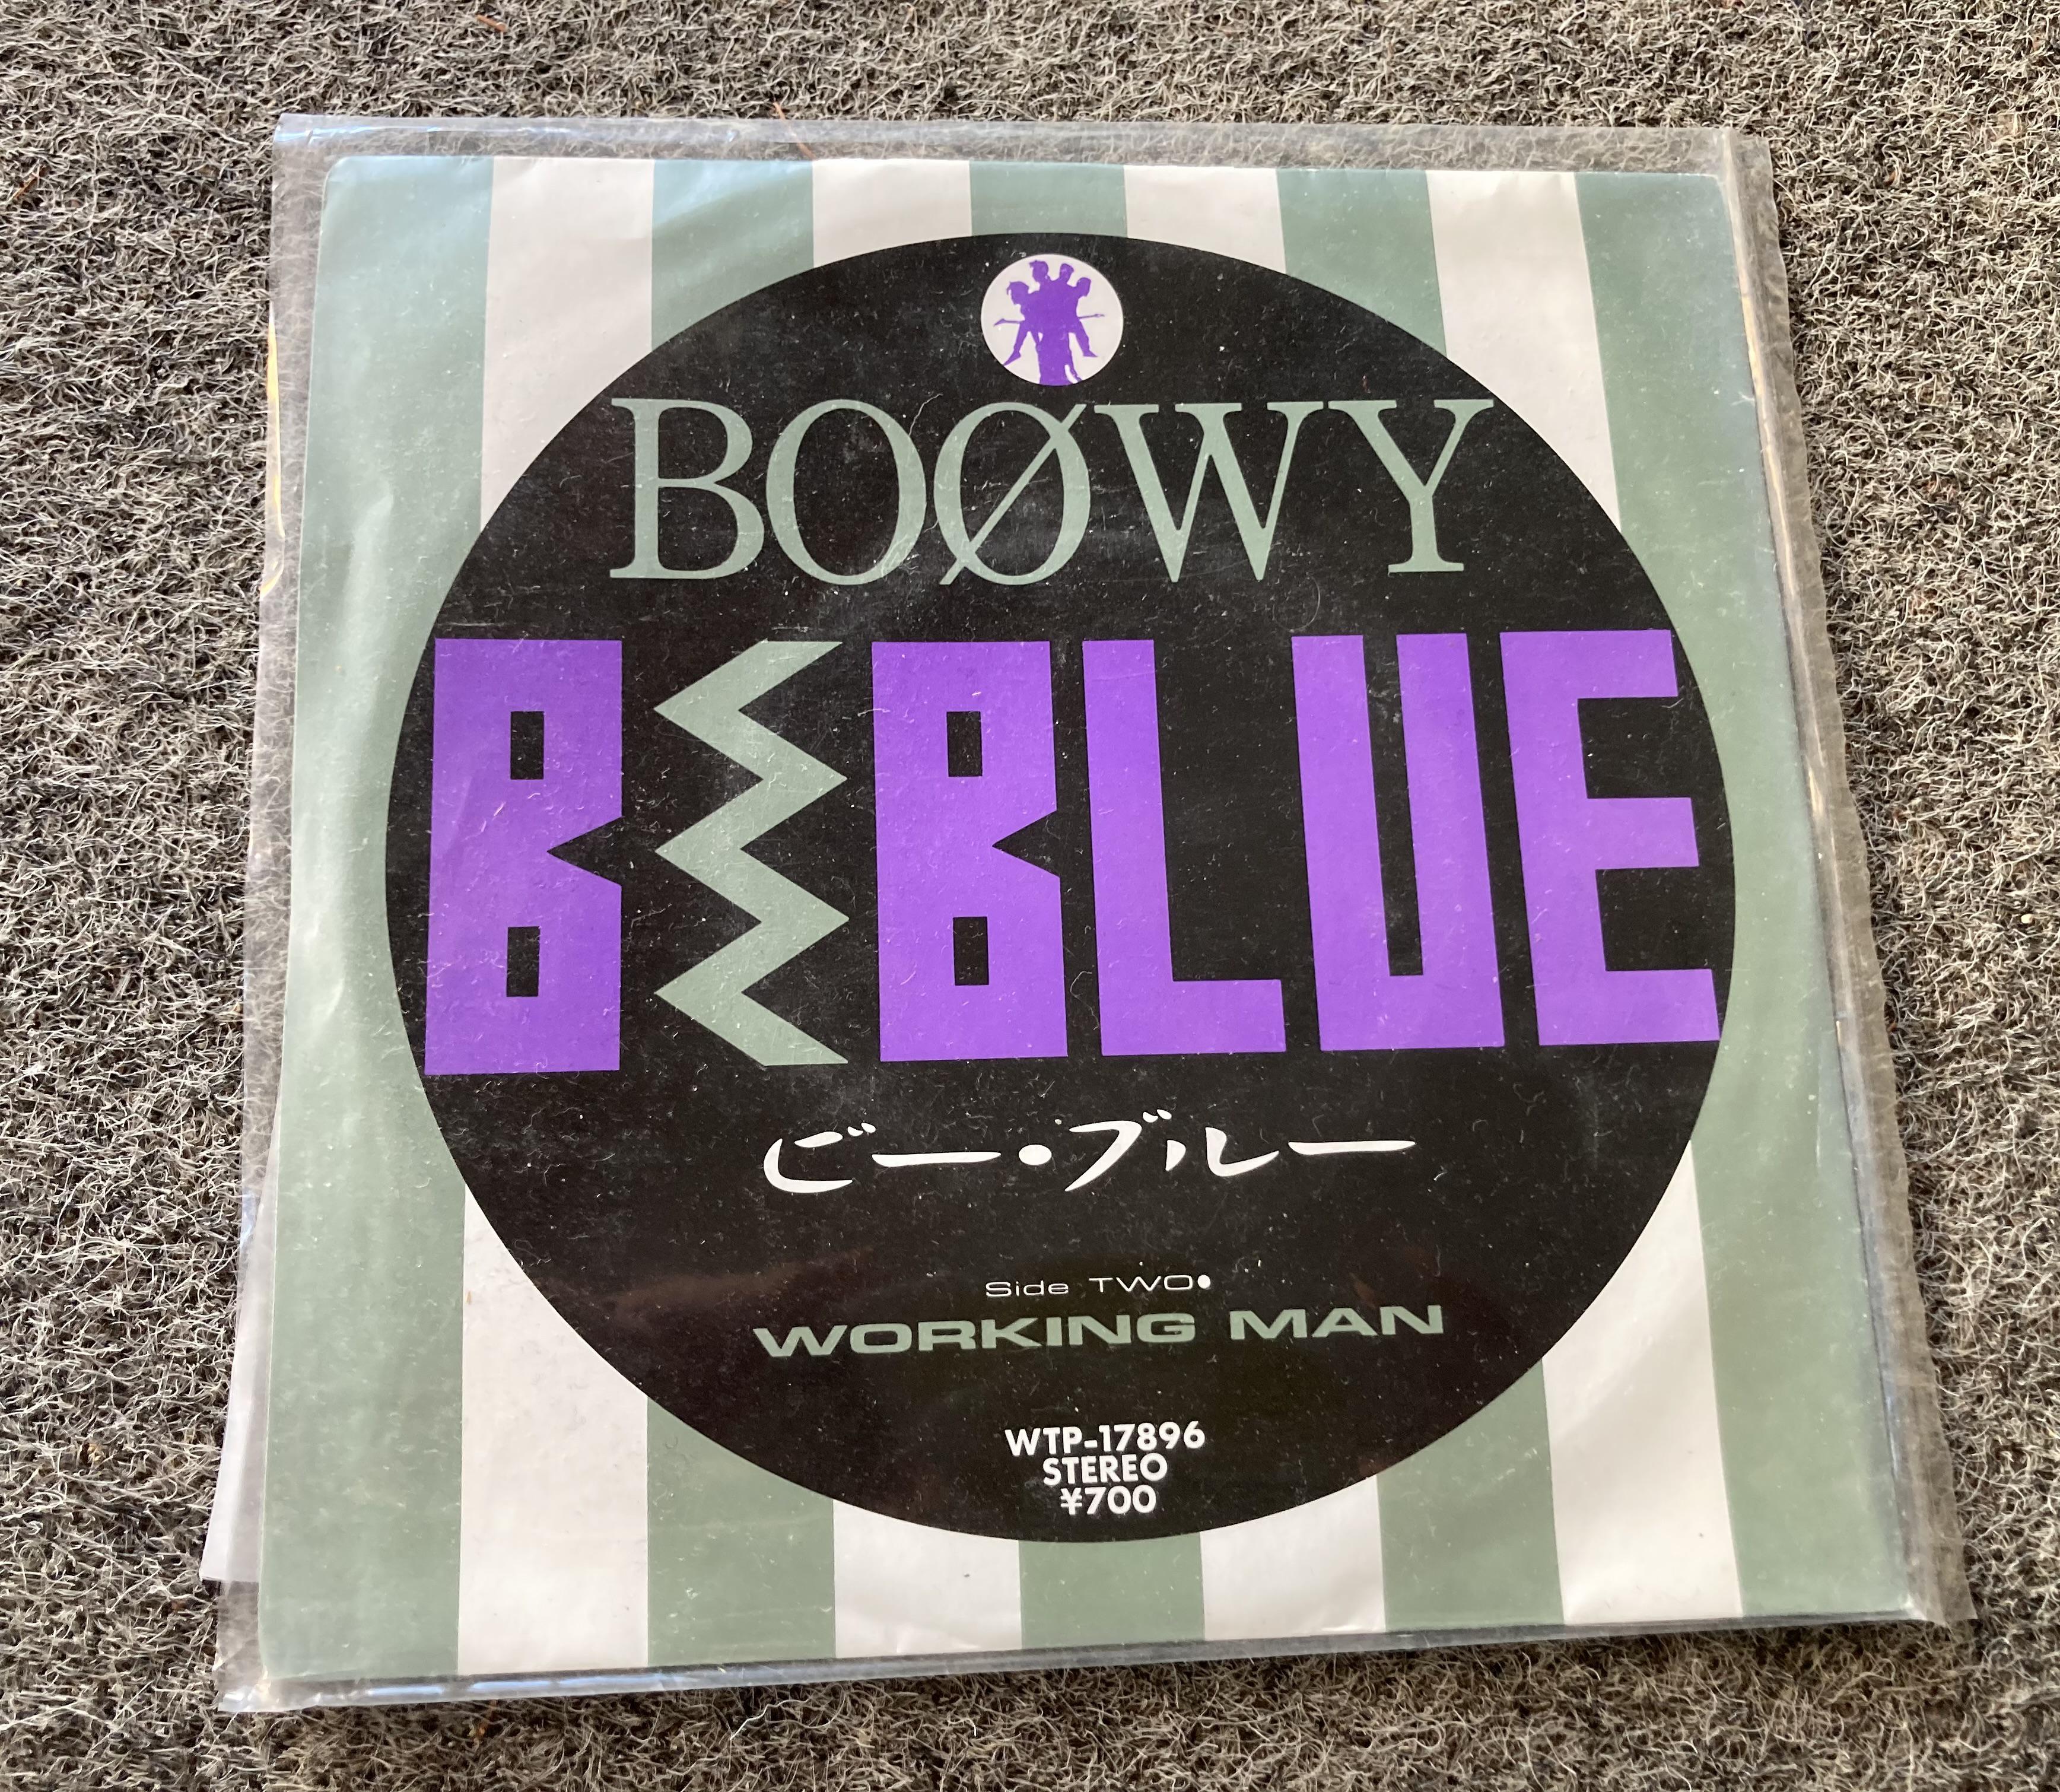 BOØWY
B BLUE
ビー・ブルー
Side TWO●
WORKING MAN
WTP-17896
STEREO
¥700